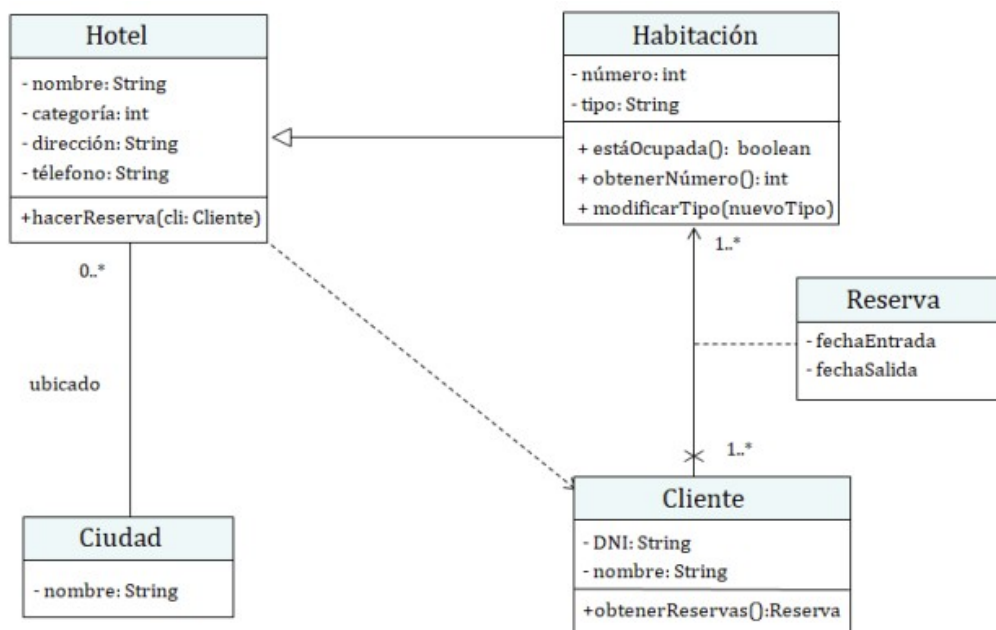 Hotel
- nombre: String
- categoría: int
- dirección: String
- télefono: String
+hacerReserva(cli: Cliente)
Habitación
- número: int
- tipo: String
+ estáOcupada(): boolean
+ obtenerNúmero(): int
+ modificarTipo(nuevoTipo)
0..*
1..*
Reserva
- fechaEntrada
- fechaSalida
ubicado
1..*
Ciudad
- nombre: String
Cliente
- DNI: String
- nombre: String
+obtenerReservas():Reserva